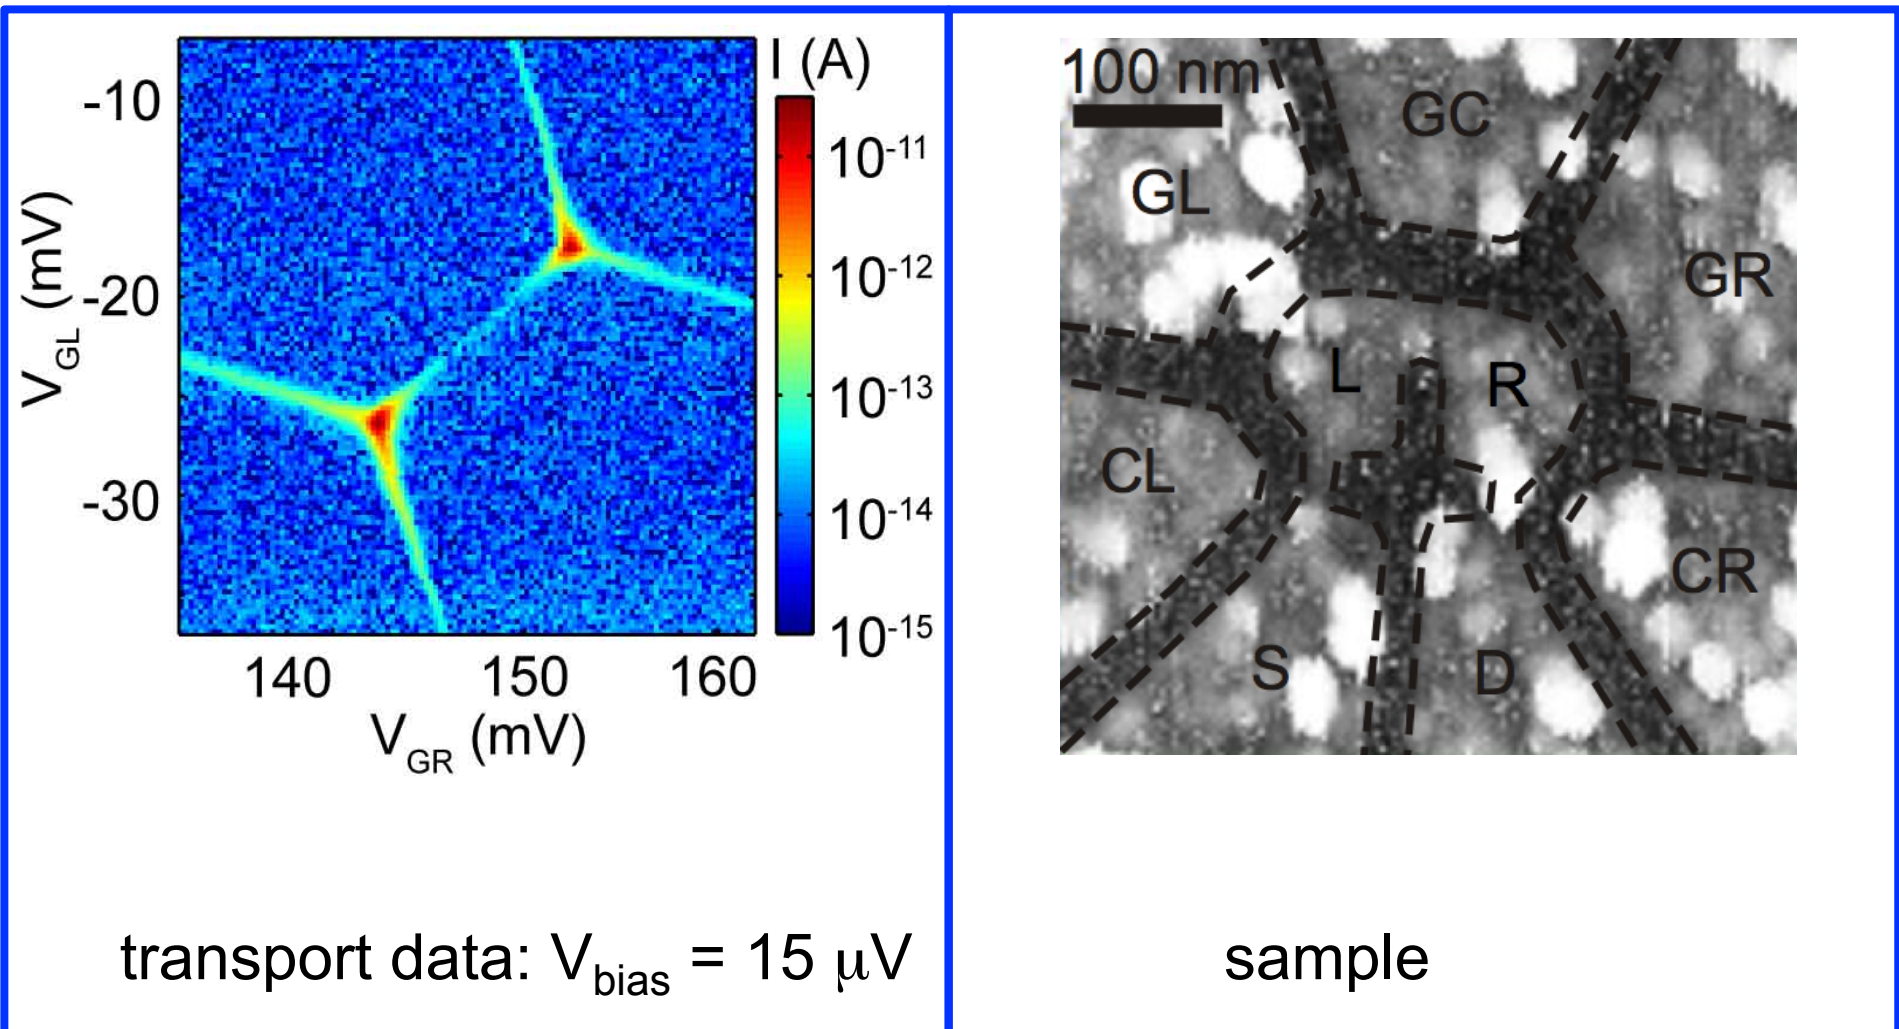 I (A)
-10
-20
-30
V_GL (mV)
10^-11
10^-12
10^-13
10^-14
10^-15
140 150 160
V_GR (mV)
transport data: V_bias = 15 μV
100 nm
GC
GL
GR
L R
CL
CR
S D
sample